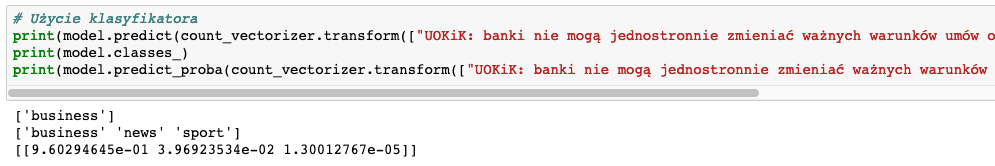 # Użycie klasyfikatora
print(model.predict(count_vectorizer.transform(["UOKiK: banki nie mogą jednostronnie zmieniać ważnych warunków umów o
print(model.classes_)
print(model.predict_proba(count_vectorizer.transform(["UOKiK: banki nie mogą jednostronnie zmieniać ważnych warunków
['business']
['business' 'news' 'sport']
[[9.60294645e-01 3.96923534e-02 1.30012767e-05]]